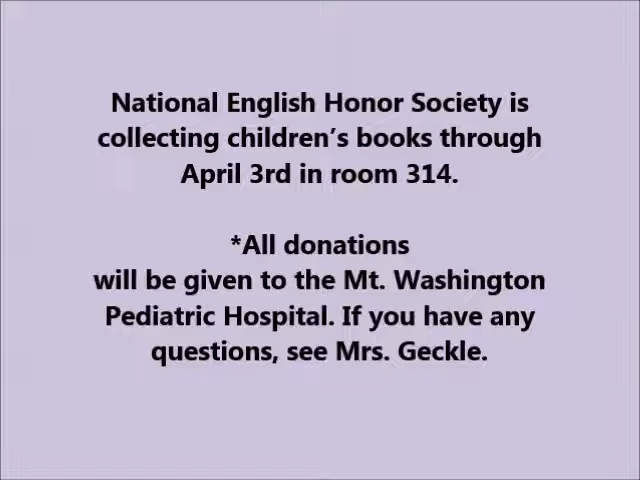 National English Honor Society is
collecting children’s books through
April 3rd in room 314.
*All donations
will be given to the Mt. Washington
Pediatric Hospital. If you have any
questions, see Mrs. Geckle.